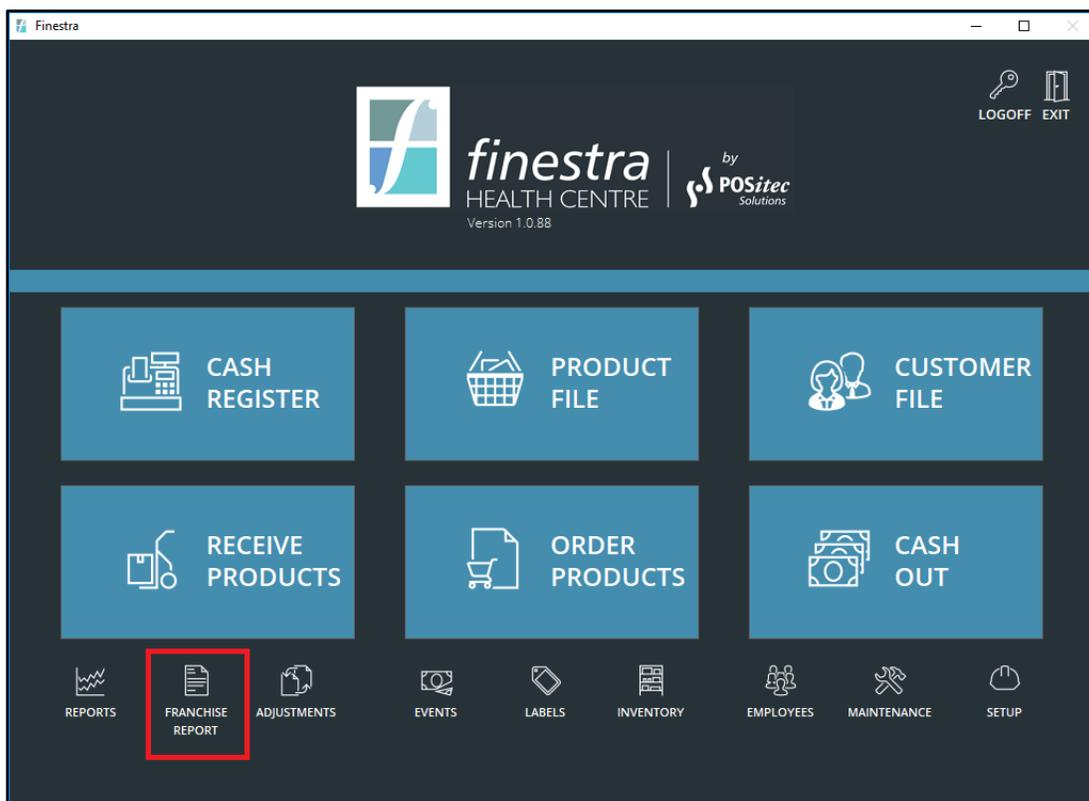 Finestra
LOGOFF EXIT
finestra
HEALTH CENTRE
by
POSitec
Solutions
Version 1.0.88
CASH
REGISTER
PRODUCT
FILE
CUSTOMER
FILE
RECEIVE
PRODUCTS
ORDER
PRODUCTS
CASH
OUT
REPORTS
FRANCHISE
REPORT
ADJUSTMENTS
EVENTS
LABELS
INVENTORY
EMPLOYEES
MAINTENANCE
SETUP